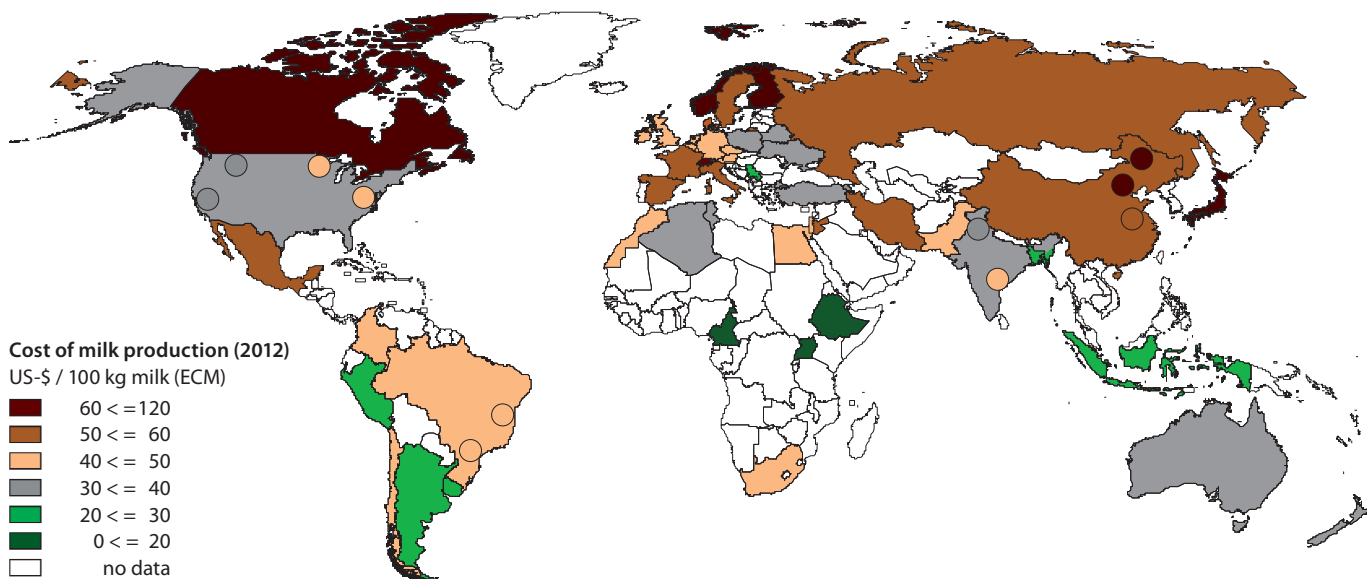 Cost of milk production (2012)
US-$ / 100 kg milk (ECM)
60 < =120
50 < = 60
40 < = 50
30 < = 40
20 < = 30
0 < = 20
no data